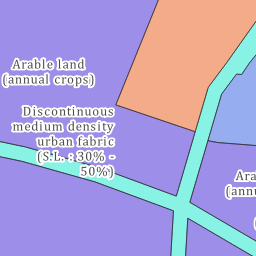 Arable land
(annual crops)
Discontinuous
medium density
urban fabric
(S.L. : 30% -
50%)
Ara
(annu
(